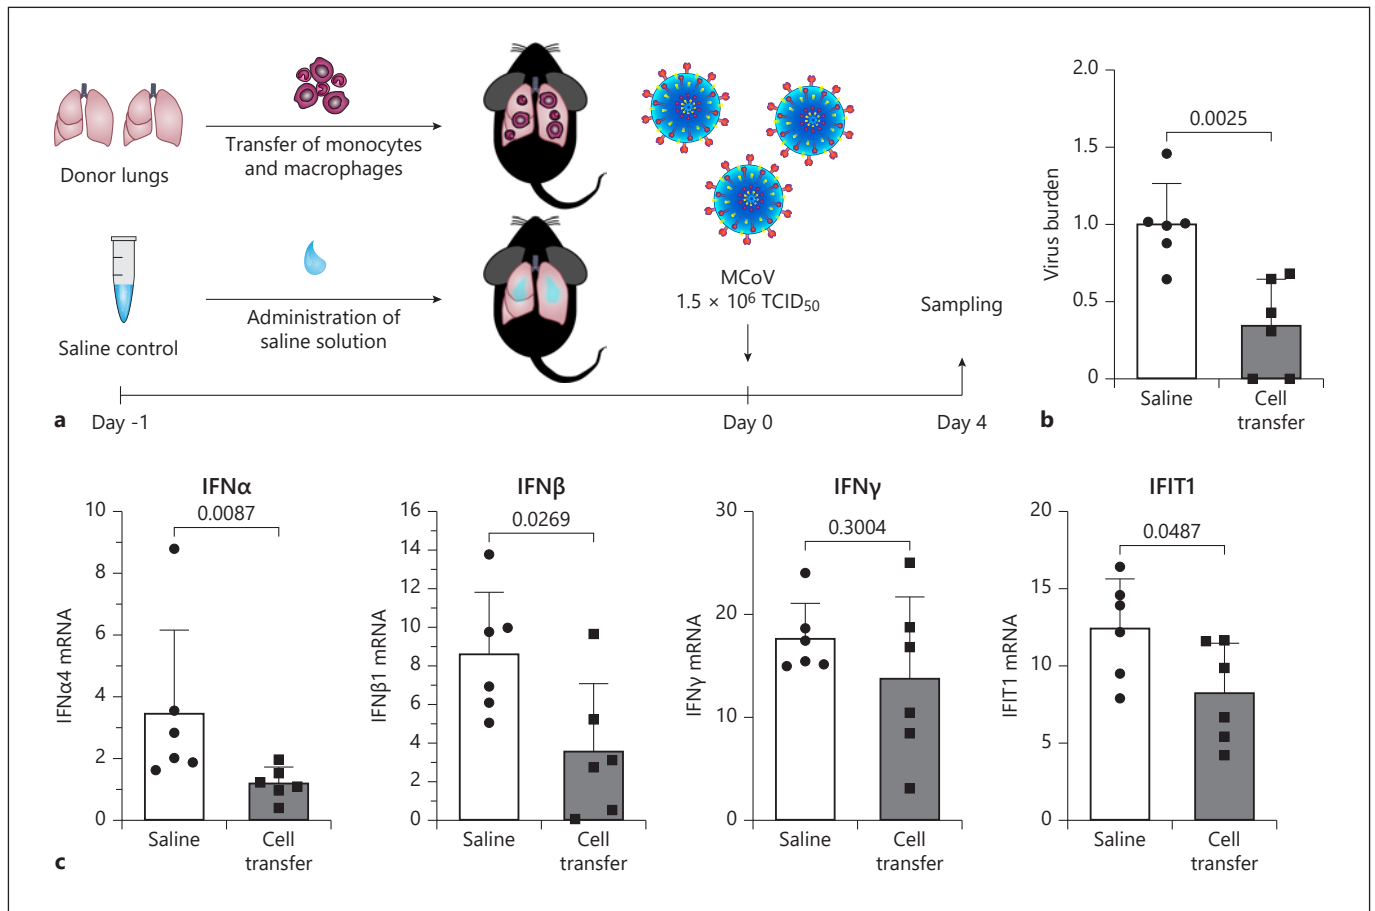 Donor lungs
Transfer of monocytes
and macrophages
Saline control
Administration of
saline solution
MCoV
1.5 × 10⁶ TCID₅₀
Sampling
a
Day -1
Day 0
Day 4
2.0
1.5
1.0
0.5
0
Virus burden
0.0025
Saline
Cell
transfer
b
IFNα
10
8
6
4
2
0
IFNα4 mRNA
0.0087
Saline
Cell
transfer
IFNβ
16
14
12
10
8
6
4
2
0
IFNβ1 mRNA
0.0269
Saline
Cell
transfer
IFNγ
30
20
10
0
IFNγ mRNA
0.3004
Saline
Cell
transfer
IFIT1
20
15
10
5
0
IFIT1 mRNA
0.0487
Saline
Cell
transfer
c